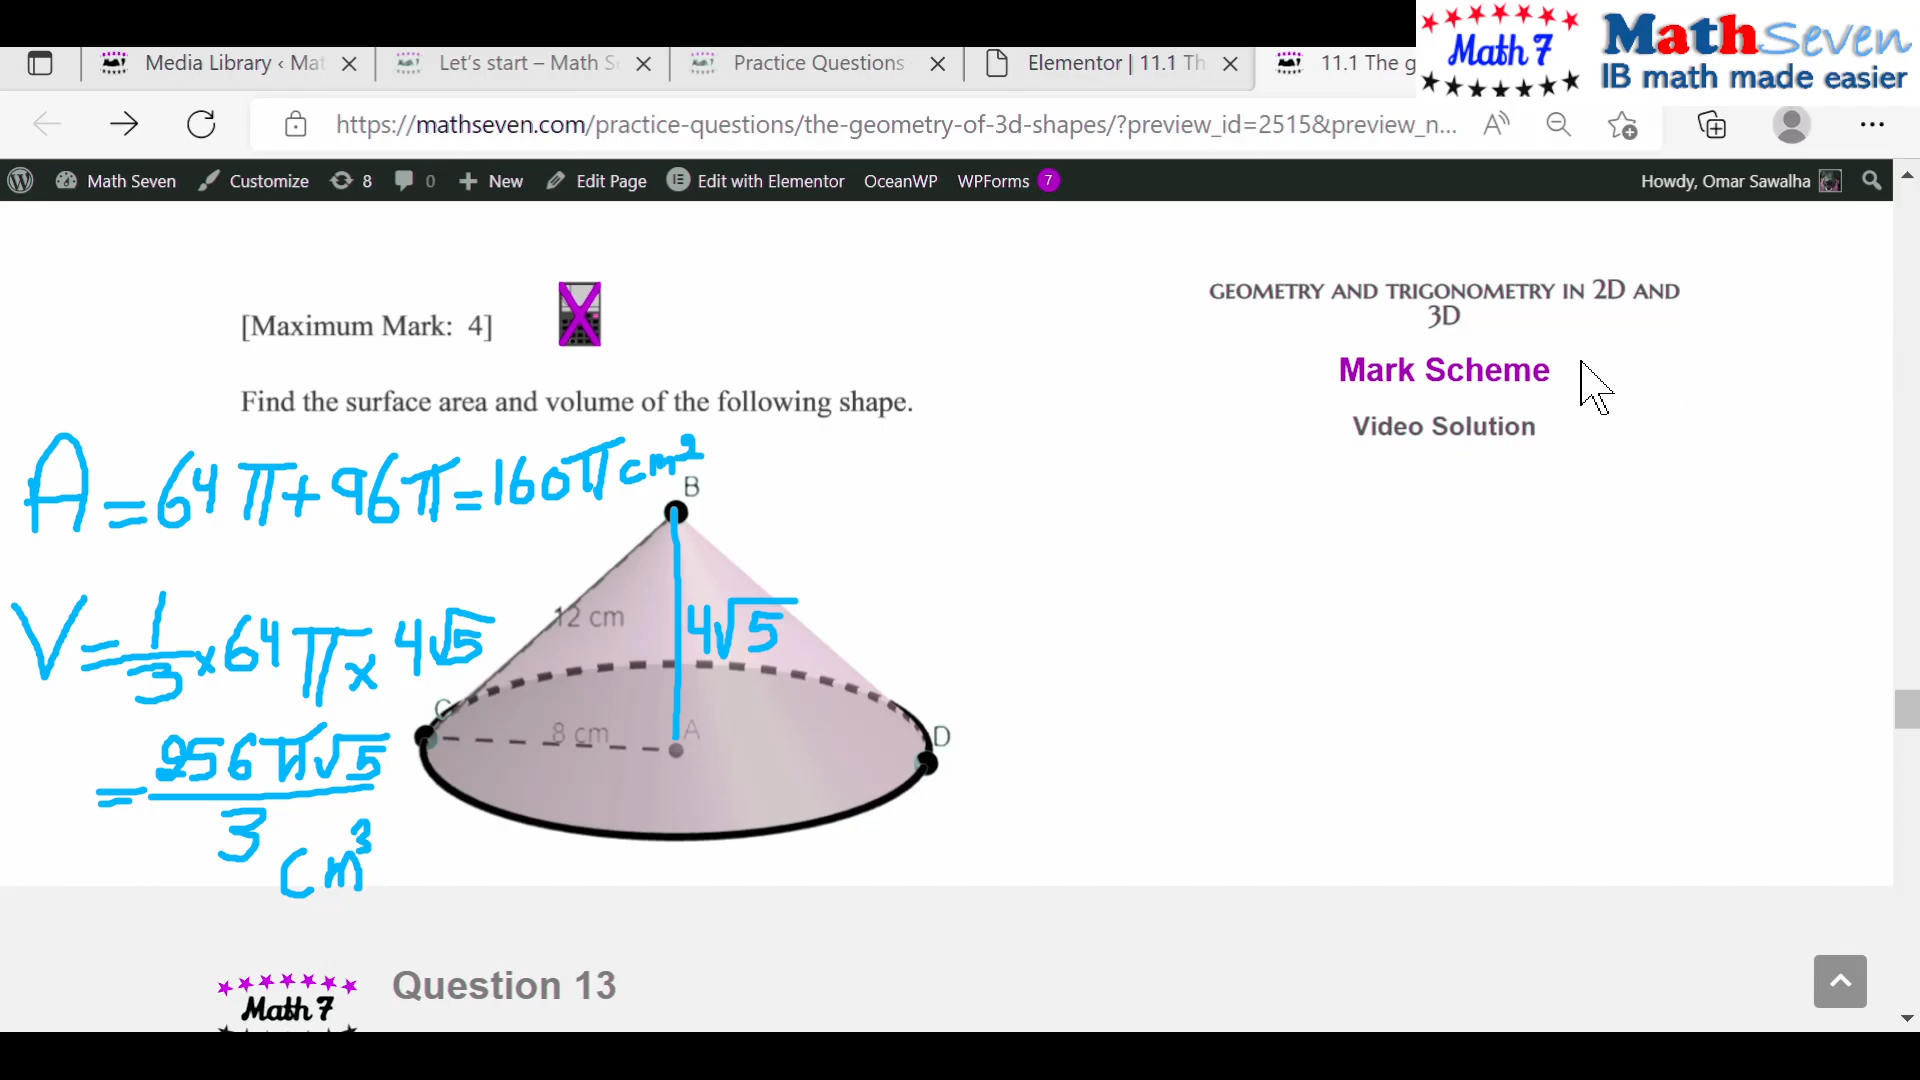 Math 7
MathSeven
IB math made easier
Media Library ‹ Mat
Let's start – Math S
Practice Questions
Elementor | 11.1 Th
11.1 The g
https://mathseven.com/practice-questions/the-geometry-of-3d-shapes/?preview_id=2515&preview_n...
Math Seven Customize 8 0 New Edit Page Edit with Elementor OceanWP WPForms 7 Howdy, Omar Sawalha
GEOMETRY AND TRIGONOMETRY IN 2D AND
3D
[Maximum Mark: 4]
Mark Scheme
Find the surface area and volume of the following shape.
Video Solution
A = 64π + 96π = 160π cm²
B
12 cm
4√5
V = 1/3 × 64π × 4√5
C
8 cm
A
D
= 256π√5 / 3
cm³
Question 13
Math 7